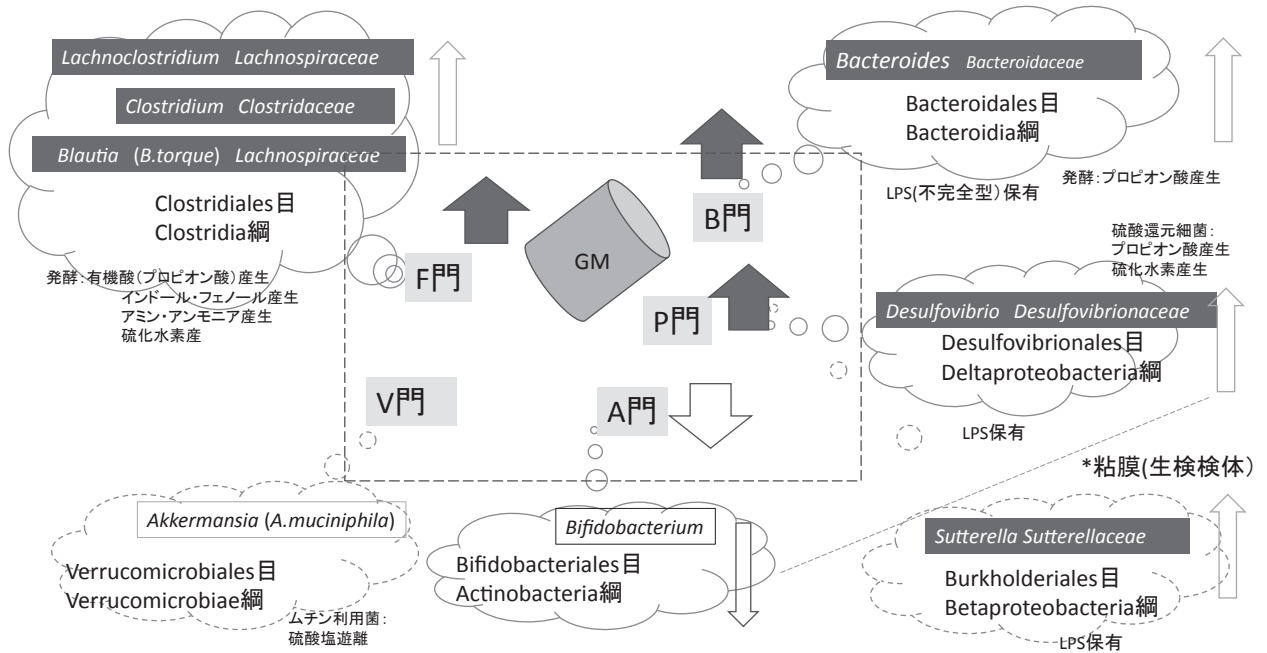 Lachnoclostridium Lachnospiraceae
Clostridium Clostridaceae
Blautia (B.torque) Lachnospiraceae
Clostridiales目
Clostridia綱
発酵：有機酸（プロピオン酸）産生
インドール・フェノール産生
アミン・アンモニア産生
硫化水素産
F門
GM
B門
P門
V門
A門
Bacteroides Bacteroidaceae
Bacteroidales目
Bacteroidia綱
LPS(不完全型）保有
発酵：プロピオン酸産生
硫酸還元細菌：
プロピオン酸産生
硫化水素産生
Desulfovibrio Desulfovibrionaceae
Desulfovibrionales目
Deltaproteobacteria綱
LPS保有
*粘膜(生検検体）
Sutterella Sutterellaceae
Burkholderiales目
Betaproteobacteria綱
LPS保有
Akkermansia (A.muciniphila)
Verrucomicrobiales目
Verrucomicrobiae綱
ムチン利用菌：
硫酸塩遊離
Bifidobacterium
Bifidobacteriales目
Actinobacteria綱